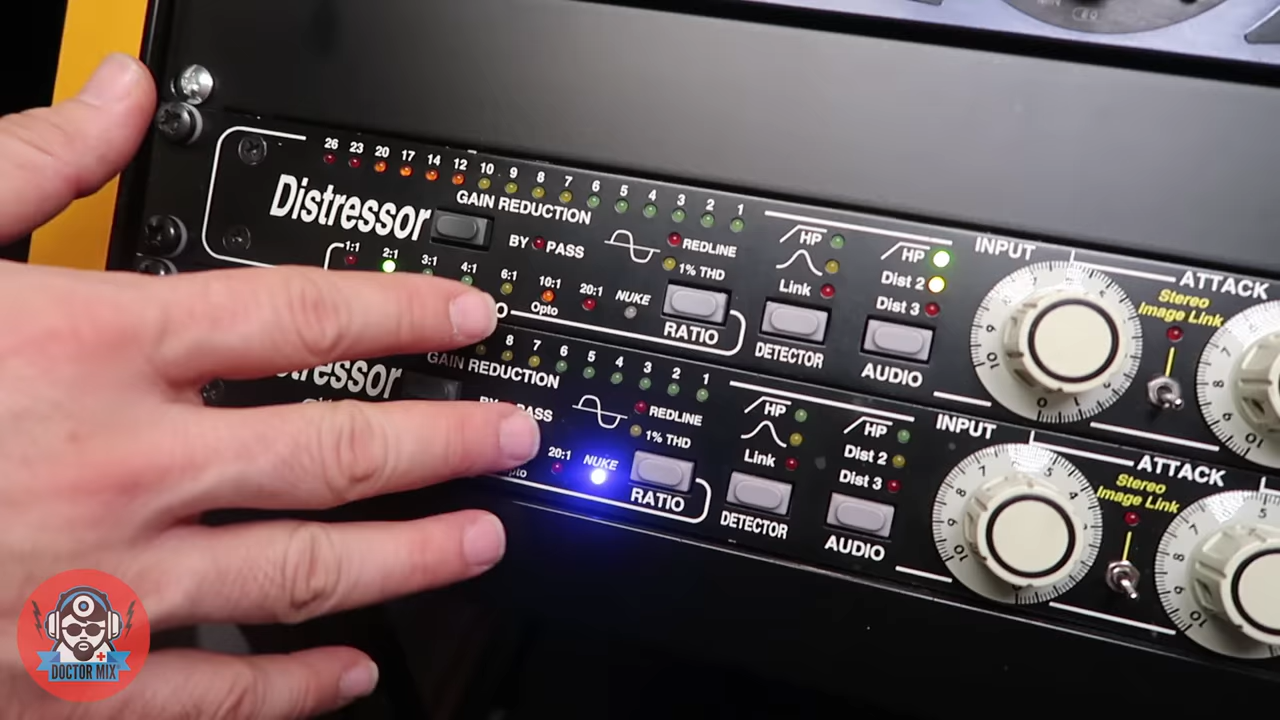 26 23 20 17 14 12 10 9 8 7 6 5 4 3 2 1
Distressor
GAIN REDUCTION
BY PASS
REDLINE
1% THD
1:1 2:1 3:1 4:1 6:1 10:1 20:1 NUKE
Opto
RATIO
HP
Link
DETECTOR
HP
Dist 2
Dist 3
AUDIO
INPUT
ATTACK
Stereo
Image Link
8 7 6 5 4 3 2 1
GAIN REDUCTION
PASS
REDLINE
1% THD
20:1 NUKE
RATIO
HP
Link
DETECTOR
HP
Dist 2
Dist 3
AUDIO
INPUT
ATTACK
Stereo
Image Link
DOCTOR MIX